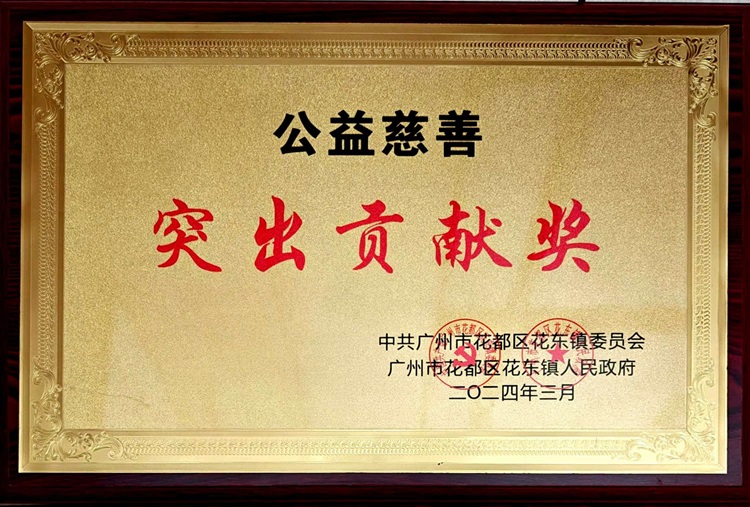 公益慈善
突出贡献奖
中共广州市花都区花东镇委员会
广州市花都区花东镇人民政府
二〇二四年三月